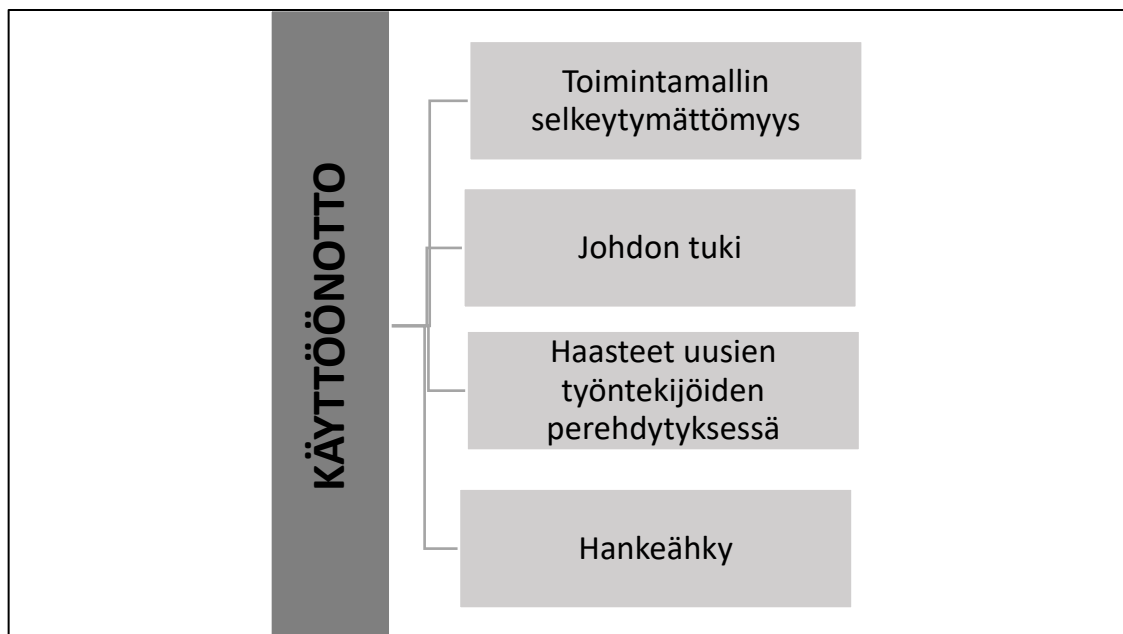 KÄYTTÖÖNOTTO
Toimintamallin
selkeytymättömyys
Johdon tuki
Haasteet uusien
työntekijöiden
perehdytyksessä
Hankeähky